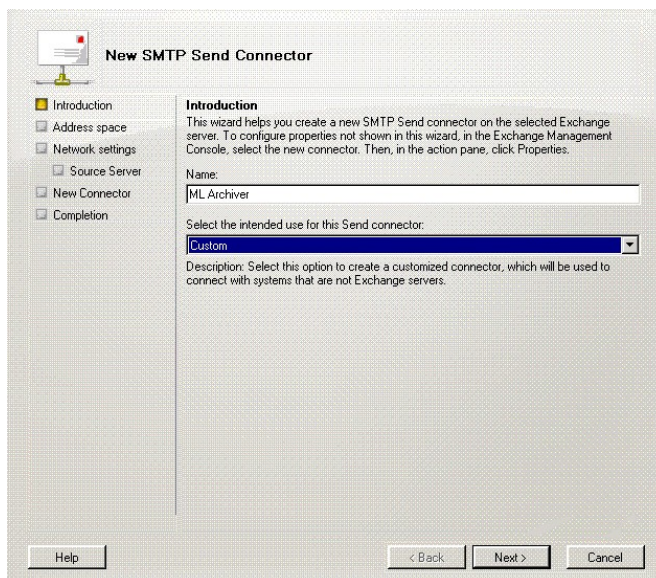 New SMTP Send Connector
Introduction
Address space
Network settings
Source Server
New Connector
Completion
Introduction
This wizard helps you create a new SMTP Send connector on the selected Exchange
server. To configure properties not shown in this wizard, in the Exchange Management
Console, select the new connector. Then, in the action pane, click Properties.
Name:
ML Archiver
Select the intended use for this Send connector:
Custom
Description: Select this option to create a customized connector, which will be used to
connect with systems that are not Exchange servers.
Help
< Back
Next >
Cancel